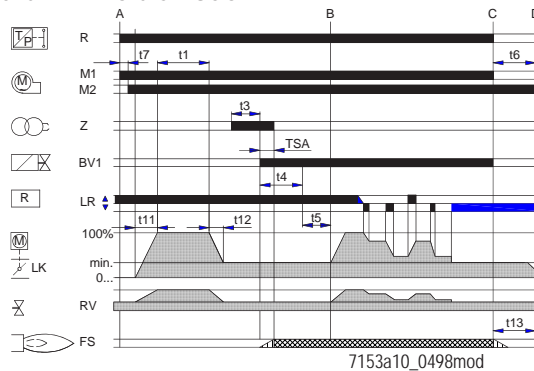 A B C D
T/P R t7 t1 t6
M M1
M2
t3
Z
TSA
BV1
t4
R LR
t5
t11 t12
M 100%
LK min.
0...
RV
t13
FS
7153a10_0498mod